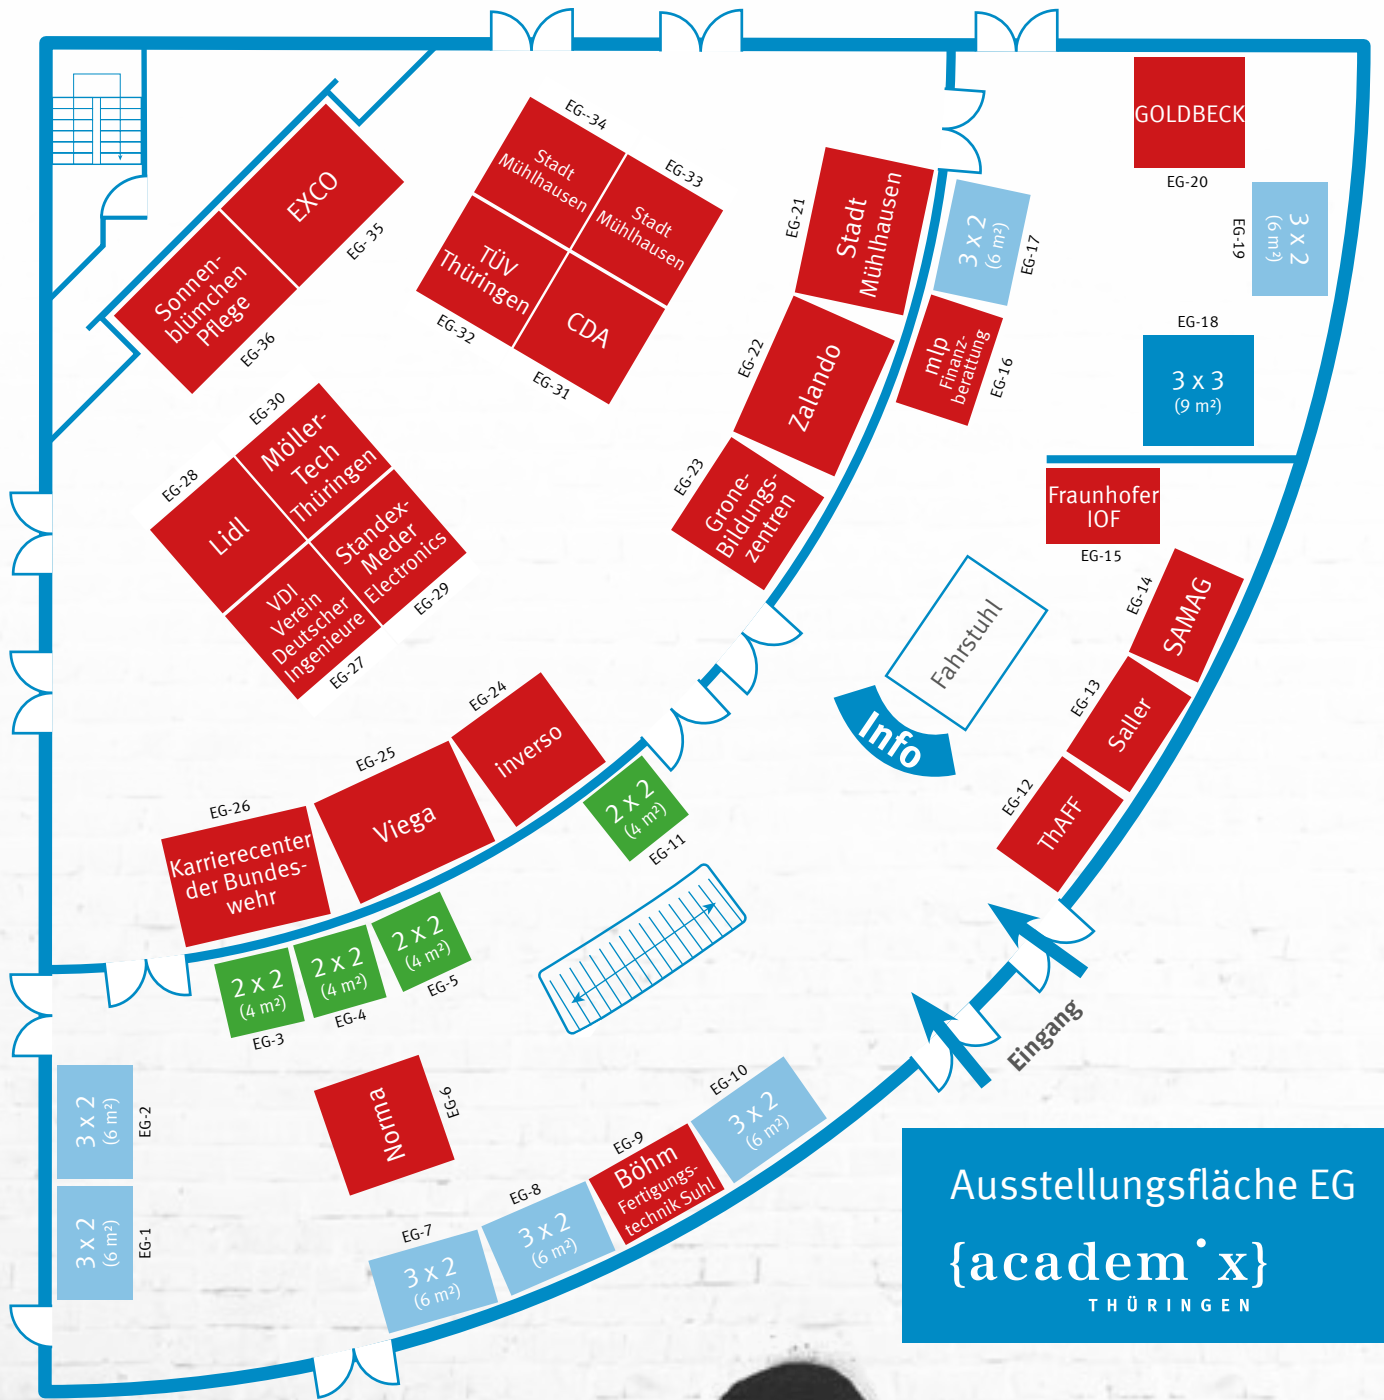 EG--34
Stadt
Mühlhausen
EG-33
Stadt
Mühlhausen
TÜV
Thüringen
EG-32
CDA
EG-31
EXCO
EG- 35
Sonnen-
blümchen
Pflege
EG-36
EG-21
Stadt
Mühlhausen
3 x 2
(6 m²)
EG-17
GOLDBECK
EG-20
EG-19
3 x 2
(6 m²)
EG-18
3 x 3
(9 m²)
EG-22
Zalando
mlp
Finanz-
berattung
EG-16
EG-23
Grone-
Bildungs-
zentren
EG-30
Möller-
Tech
Thüringen
EG-28
Lidl
Standex-
Meder
Electronics
EG-29
VDI
Verein
Deutscher
Ingenieure
EG-27
Fraunhofer
IOF
EG-15
EG-14
SAMAG
EG-13
Saller
EG-12
ThAFF
Fahrstuhl
Info
EG-24
inverso
EG-25
Viega
EG-26
Karrierecenter
der Bundes-
wehr
2 x 2
(4 m²)
EG-11
2 x 2
(4 m²)
EG-5
2 x 2
(4 m²)
EG-4
2 x 2
(4 m²)
EG-3
Eingang
3 x 2
(6 m²)
EG-2
3 x 2
(6 m²)
EG-1
Norma
EG-6
EG-10
3 x 2
(6 m²)
EG-9
Böhm
Fertigungs-
technik Suhl
EG-8
3 x 2
(6 m²)
EG-7
3 x 2
(6 m²)
Ausstellungsfläche EG
{academ·x}
THÜRINGEN